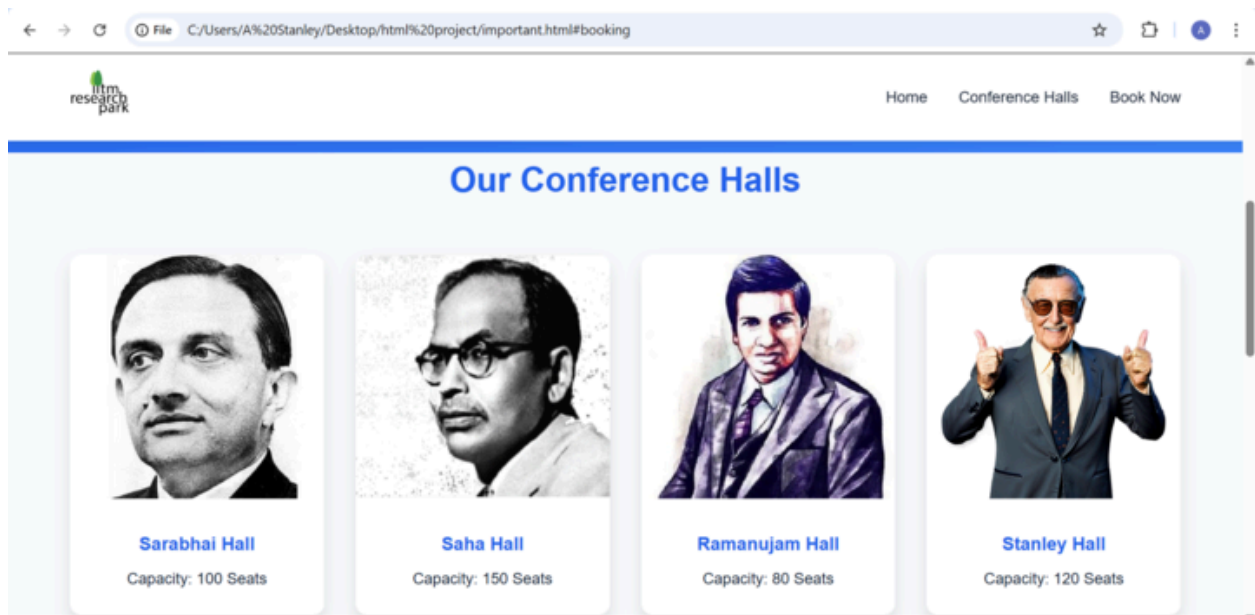 File C:/Users/A%20Stanley/Desktop/html%20project/important.html#booking A
iitm
research
park
Home Conference Halls Book Now
Our Conference Halls
Sarabhai Hall Saha Hall Ramanujam Hall Stanley Hall
Capacity: 100 Seats Capacity: 150 Seats Capacity: 80 Seats Capacity: 120 Seats